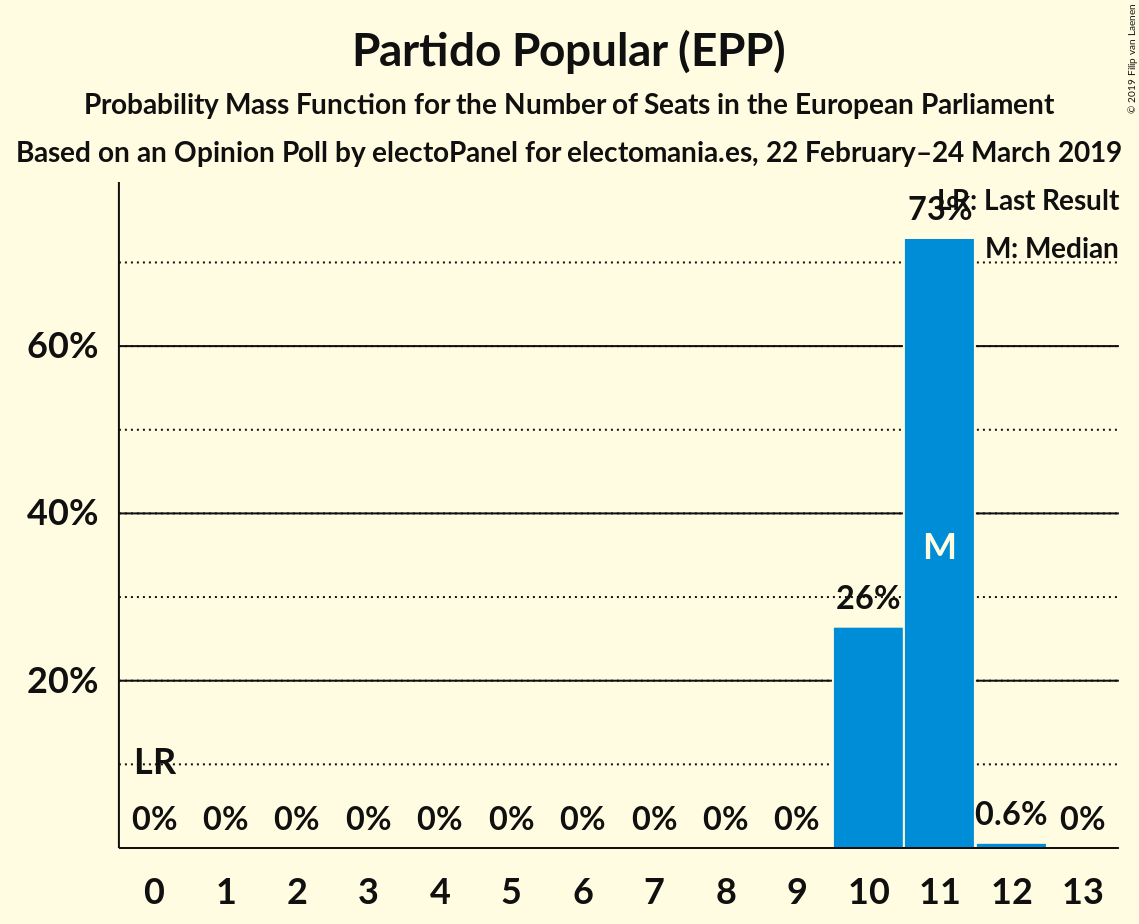 Partido Popular (EPP)
Probability Mass Function for the Number of Seats in the European Parliament
Based on an Opinion Poll by electoPanel for electomania.es, 22 February–24 March 2019
© 2019 Filip van Laenen
LR: Last Result
73%
M: Median
60%
40%
M
26%
20%
LR
0% 0% 0% 0% 0% 0% 0% 0% 0% 0% 0.6% 0%
0 1 2 3 4 5 6 7 8 9 10 11 12 13